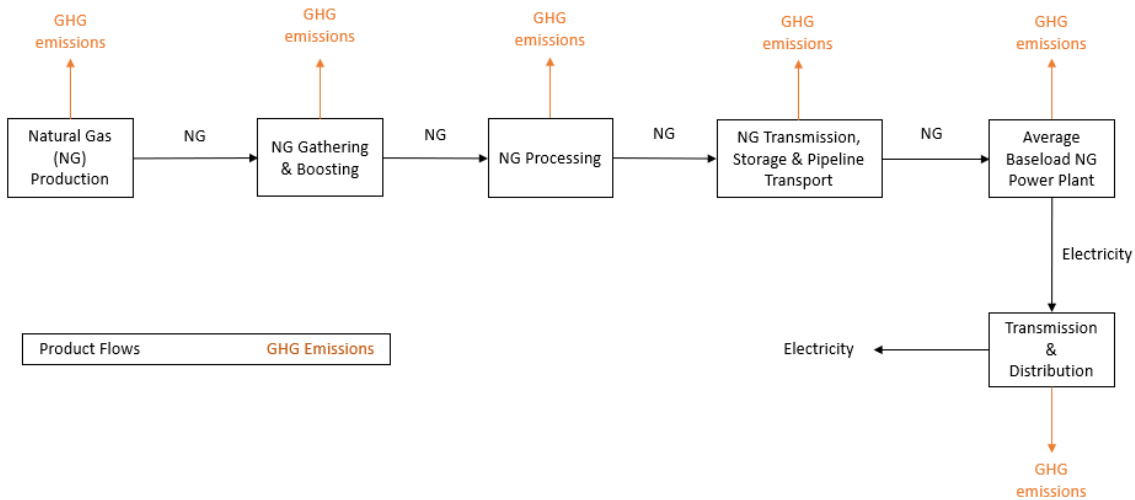 GHG
emissions
GHG
emissions
GHG
emissions
GHG
emissions
GHG
emissions
Natural Gas
(NG)
Production
NG
NG Gathering
& Boosting
NG
NG Processing
NG
NG Transmission,
Storage & Pipeline
Transport
NG
Average
Baseload NG
Power Plant
Electricity
Transmission
&
Distribution
Electricity
Product Flows
GHG Emissions
GHG
emissions